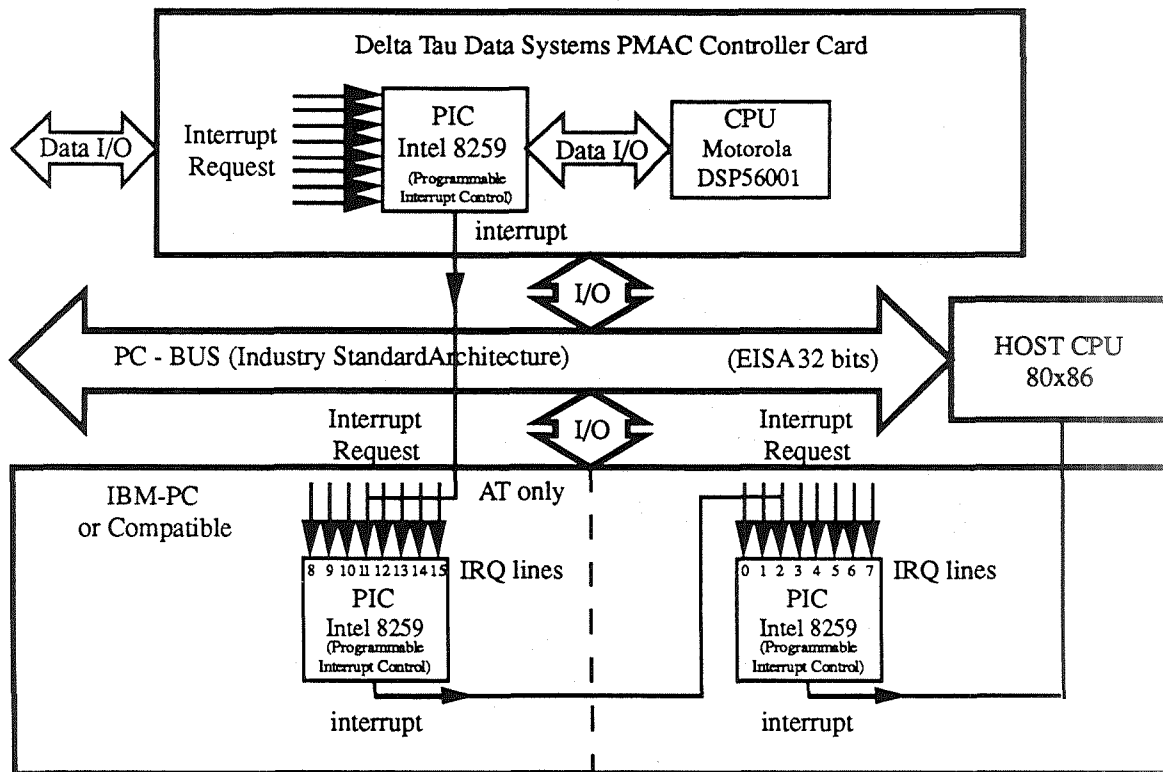 Delta Tau Data Systems PMAC Controller Card
Data I/O
Interrupt
Request
PIC
Intel 8259
(Programmable
Interrupt Control)
Data I/O
CPU
Motorola
DSP56001
interrupt
I/O
PC - BUS (Industry StandardArchitecture)
(EISA 32 bits)
HOST CPU
80x86
Interrupt
Request
I/O
Interrupt
Request
IBM-PC
or Compatible
AT only
8 9 10 11 12 13 14 15
IRQ lines
PIC
Intel 8259
(Programmable
Interrupt Control)
interrupt
0 1 2 3 4 5 6 7
IRQ lines
PIC
Intel 8259
(Programmable
Interrupt Control)
interrupt